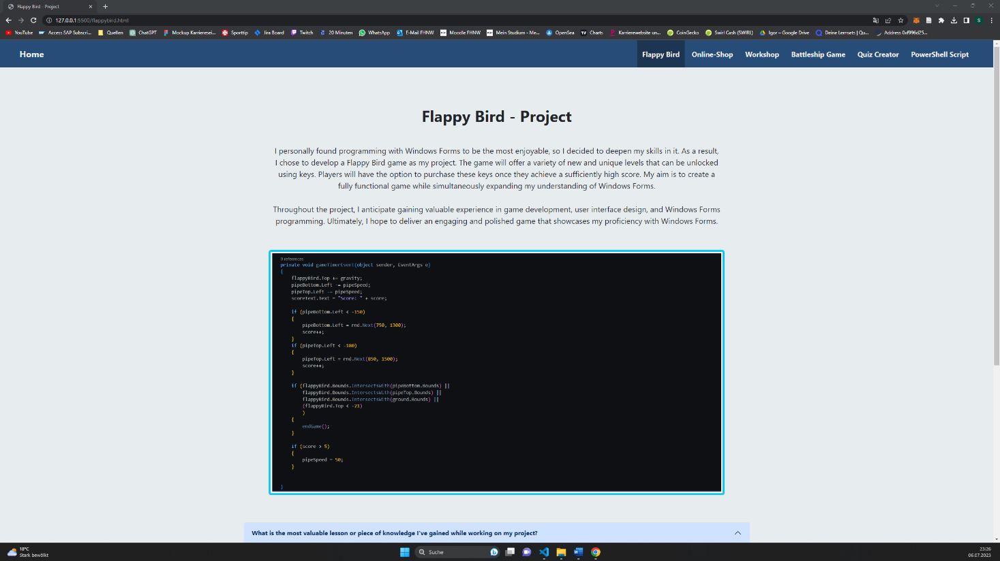 Flappy Bird - Project
127.0.0.1:5500/flappybird.html
YouTube
Access SAP Subscri...
Quellen
ChatGPT
Mockup Karrieresei...
Sporttip
Jira Board
Twitch
20 Minuten
WhatsApp
E-Mail FHNW
Moodle FHNW
Mein Studium - Me...
OpenSea
Charts
Karrierewebsite un...
CoinGecko
Swirl Cash (SWIRL)
Igor – Google Drive
Deine Lernsets | Qu...
Address 0xf996d25...
Home
Flappy Bird
Online-Shop
Workshop
Battleship Game
Quiz Creator
PowerShell Script
Flappy Bird - Project
I personally found programming with Windows Forms to be the most enjoyable, so I decided to deepen my skills in it. As a result,
I chose to develop a Flappy Bird game as my project. The game will offer a variety of new and unique levels that can be unlocked
using keys. Players will have the option to purchase these keys once they achieve a sufficiently high score. My aim is to create a
fully functional game while simultaneously expanding my understanding of Windows Forms.
Throughout the project, I anticipate gaining valuable experience in game development, user interface design, and Windows Forms
programming. Ultimately, I hope to deliver an engaging and polished game that showcases my proficiency with Windows Forms.
0 references
private void gameTimerEvent(object sender, EventArgs e)
{
flappyBird.Top += gravity;
pipeBottom.Left -= pipeSpeed;
pipeTop.Left -= pipeSpeed;
scoreText.Text = "Score: " + score;
if (pipeBottom.Left < -150)
{
pipeBottom.Left = rnd.Next(750, 1300);
score++;
}
if (pipeTop.Left < -180)
{
pipeTop.Left = rnd.Next(850, 1500);
score++;
}
if (flappyBird.Bounds.IntersectsWith(pipeBottom.Bounds) ||
flappyBird.Bounds.IntersectsWith(pipeTop.Bounds) ||
flappyBird.Bounds.IntersectsWith(ground.Bounds) ||
(flappyBird.Top < -21)
)
{
endGame();
}
if (score > 5)
{
pipeSpeed = 50;
}
}
What is the most valuable lesson or piece of knowledge I've gained while working on my project?
10°C
Stark bewölkt
Suche
23:26
06.07.2023